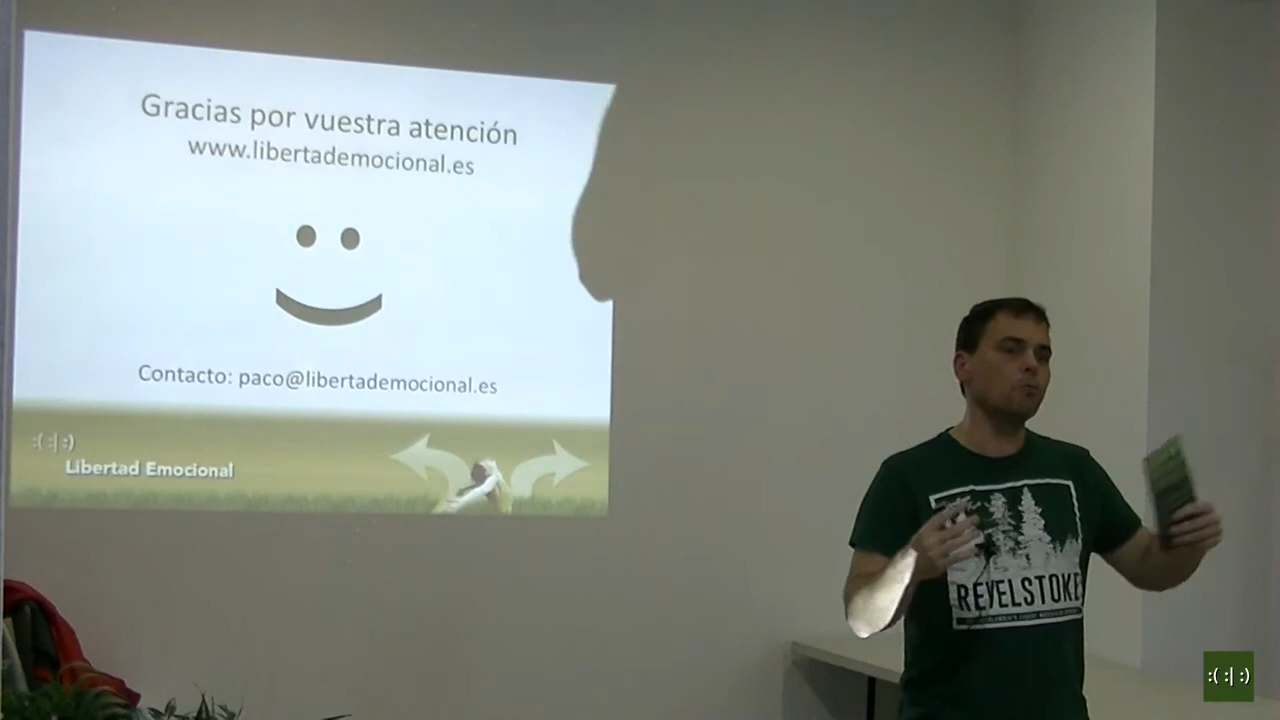 Gracias por vuestra atención
www.libertademocional.es
Contacto: paco@libertademocional.es
:(:|:)
Libertad Emocional
REVELSTOKE
:( :| :)